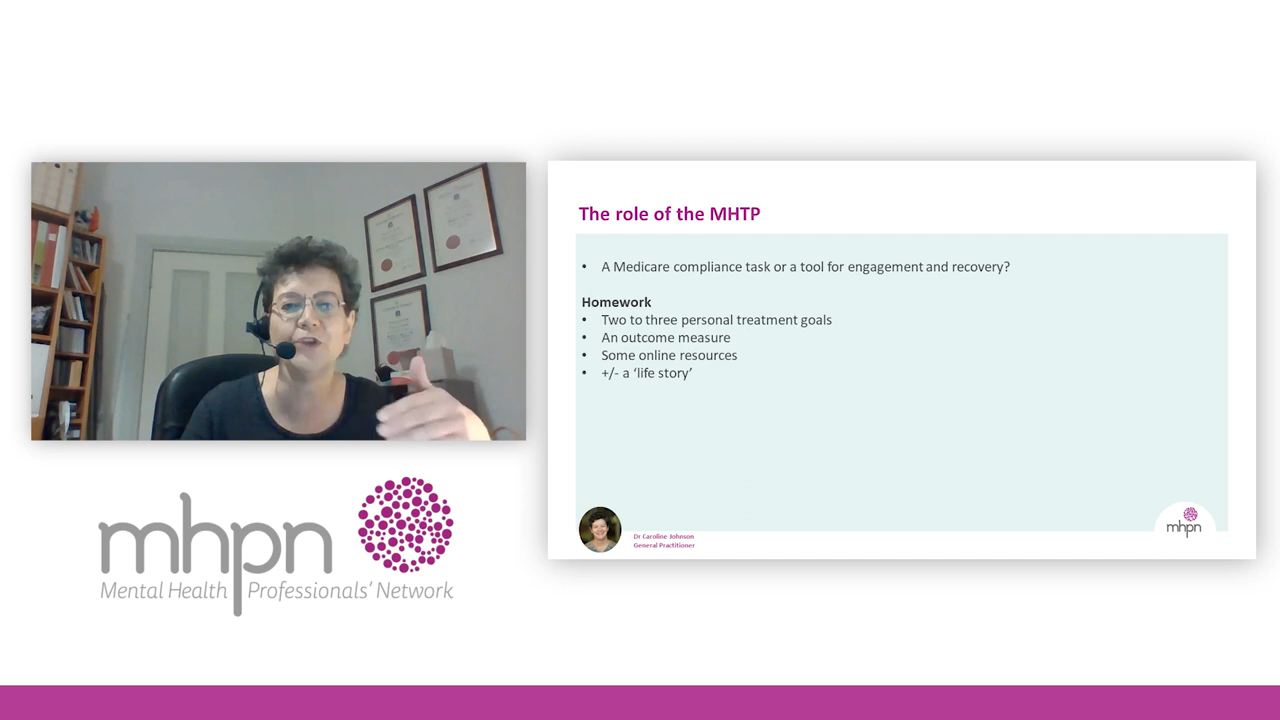 The role of the MHTP
• A Medicare compliance task or a tool for engagement and recovery?
Homework
• Two to three personal treatment goals
• An outcome measure
• Some online resources
• +/- a ‘life story’
Dr Caroline Johnson
General Practitioner
mhpn
mhpn
Mental Health Professionals’ Network